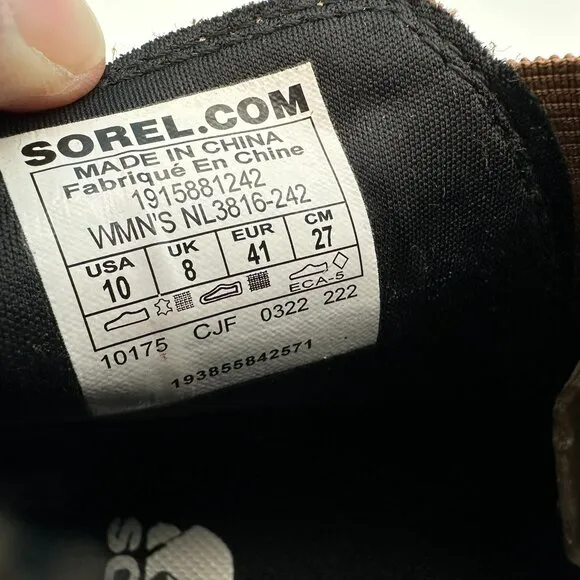 SOREL.COM
MADE IN CHINA
Fabriqué En Chine
1915881242
WMN'S NL3816-242
USA UK EUR CM
10 8 41 27
ECA-5
10175 CJF 0322 222
193855842571